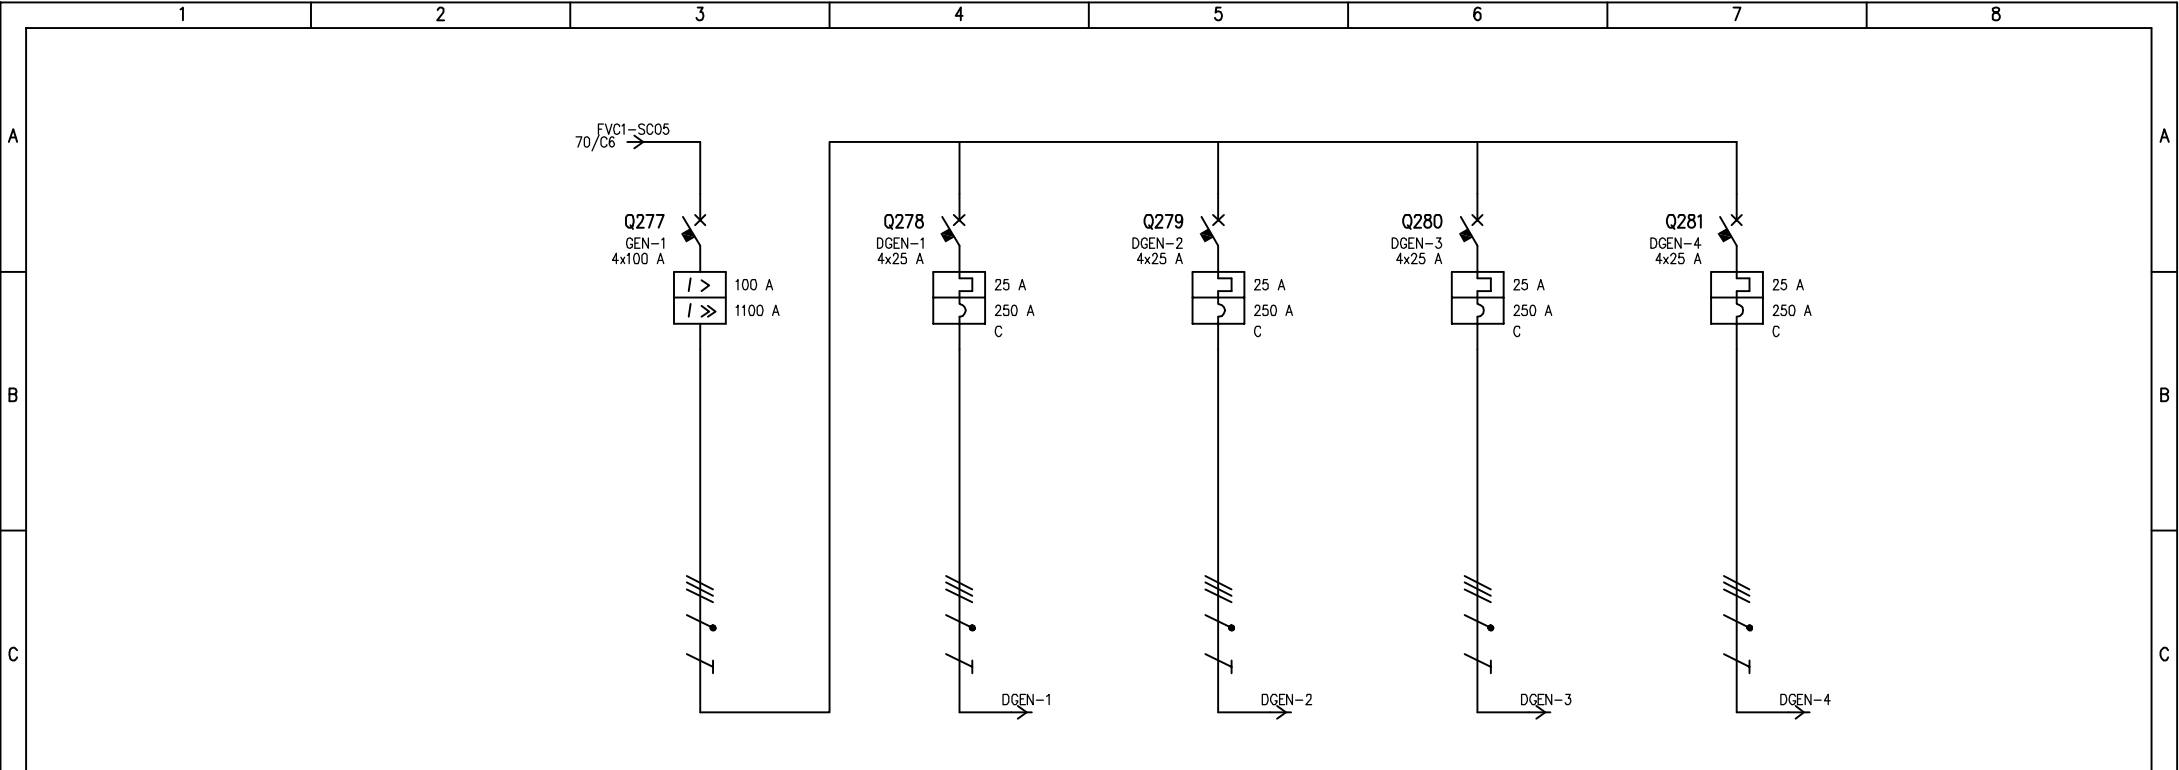 1 2 3 4 5 6 7 8
A A
FVC1-SC05
70/C6
Q277
GEN-1
4x100 A
I >
100 A
I >>
1100 A
Q278
DGEN-1
4x25 A
25 A
250 A
C
Q279
DGEN-2
4x25 A
25 A
250 A
C
Q280
DGEN-3
4x25 A
25 A
250 A
C
Q281
DGEN-4
4x25 A
25 A
250 A
C
B B
C C
DGEN-1
DGEN-2
DGEN-3
DGEN-4